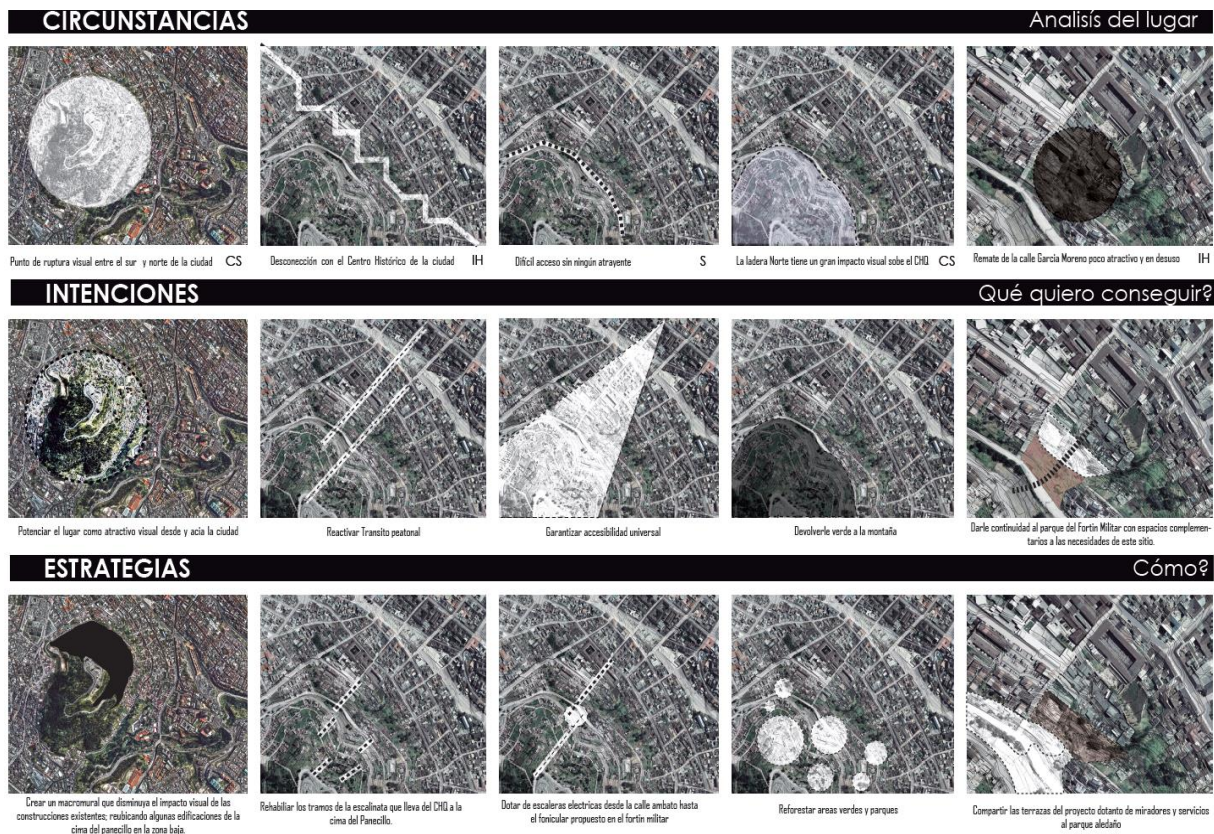 CIRCUNSTANCIAS
Analisís del lugar
Punto de ruptura visual entre el sur y norte de la ciudad
CS
Desconección con el Centro Histórico de la ciudad
IH
Difícil acceso sin ningún atrayente
S
La ladera Norte tiene un gran impacto visual sobe el CHQ
CS
Remate de la calle García Moreno poco atractivo y en desuso
IH
INTENCIONES
Qué quiero conseguir?
Potenciar el lugar como atractivo visual desde y acia la ciudad
Reactivar Transito peatonal
Garantizar accesibilidad universal
Devolverle verde a la montaña
Darle continuidad al parque del Fortín Militar con espacios complemen-
tarios a las necesidades de este sitio.
ESTRATEGIAS
Cómo?
Crear un macromural que disminuya el impacto visual de las
construcciones existentes; reubicando algunas edificaciones de la
cima del panecillo en la zona baja.
Rehabiliar los tramos de la escalinata que lleva del CHQ a la
cima del Panecillo.
Dotar de escaleras electricas desde la calle ambato hasta
el fonicular propuesto en el fortin militar
Reforestar areas verdes y parques
Compartir las terrazas del proyecto dotanto de miradores y servicios
al parque aledaño